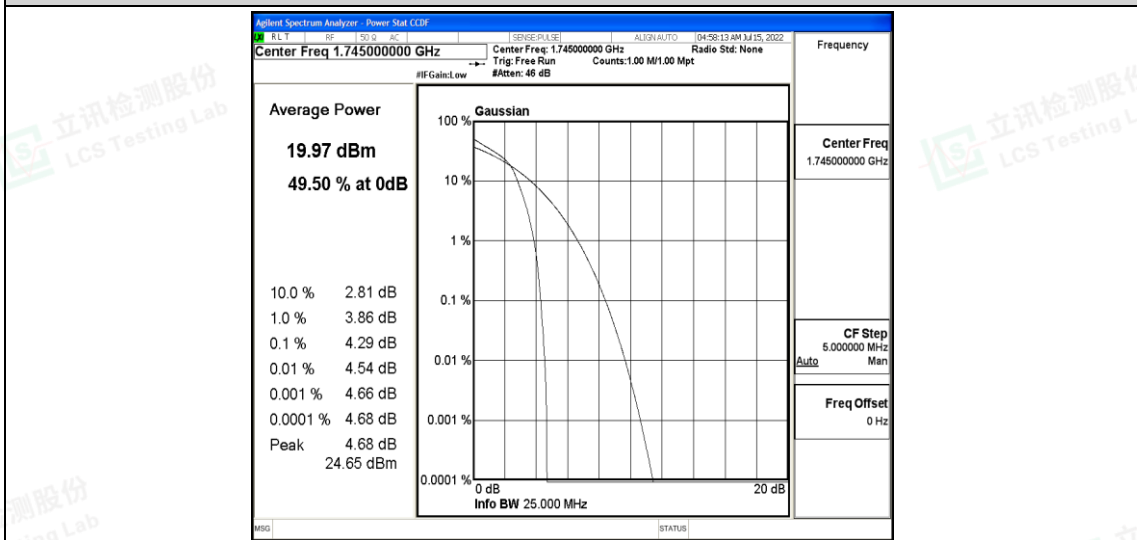 Agilent Spectrum Analyzer - Power Stat CCDF
LXI RLT RF 50 Ω AC SENSE:PULSE ALIGN AUTO 04:58:13 AM Jul 15, 2022
Center Freq 1.745000000 GHz
Center Freq: 1.745000000 GHz Radio Std: None
Trig: Free Run Counts:1.00 M/1.00 Mpt
#IFGain:Low #Atten: 46 dB
Frequency
Average Power
19.97 dBm
49.50 % at 0dB
10.0 % 2.81 dB
1.0 % 3.86 dB
0.1 % 4.29 dB
0.01 % 4.54 dB
0.001 % 4.66 dB
0.0001 % 4.68 dB
Peak 4.68 dB
24.65 dBm
Gaussian
100 %
10 %
1 %
0.1 %
0.01 %
0.001 %
0.0001 %
0 dB 20 dB
Info BW 25.000 MHz
Center Freq
1.745000000 GHz
CF Step
5.000000 MHz
Auto Man
Freq Offset
0 Hz
MSG STATUS
立讯检测股份
LCS Testing Lab
立讯检测股份
LCS Testing L
测股份
ng Lab
立